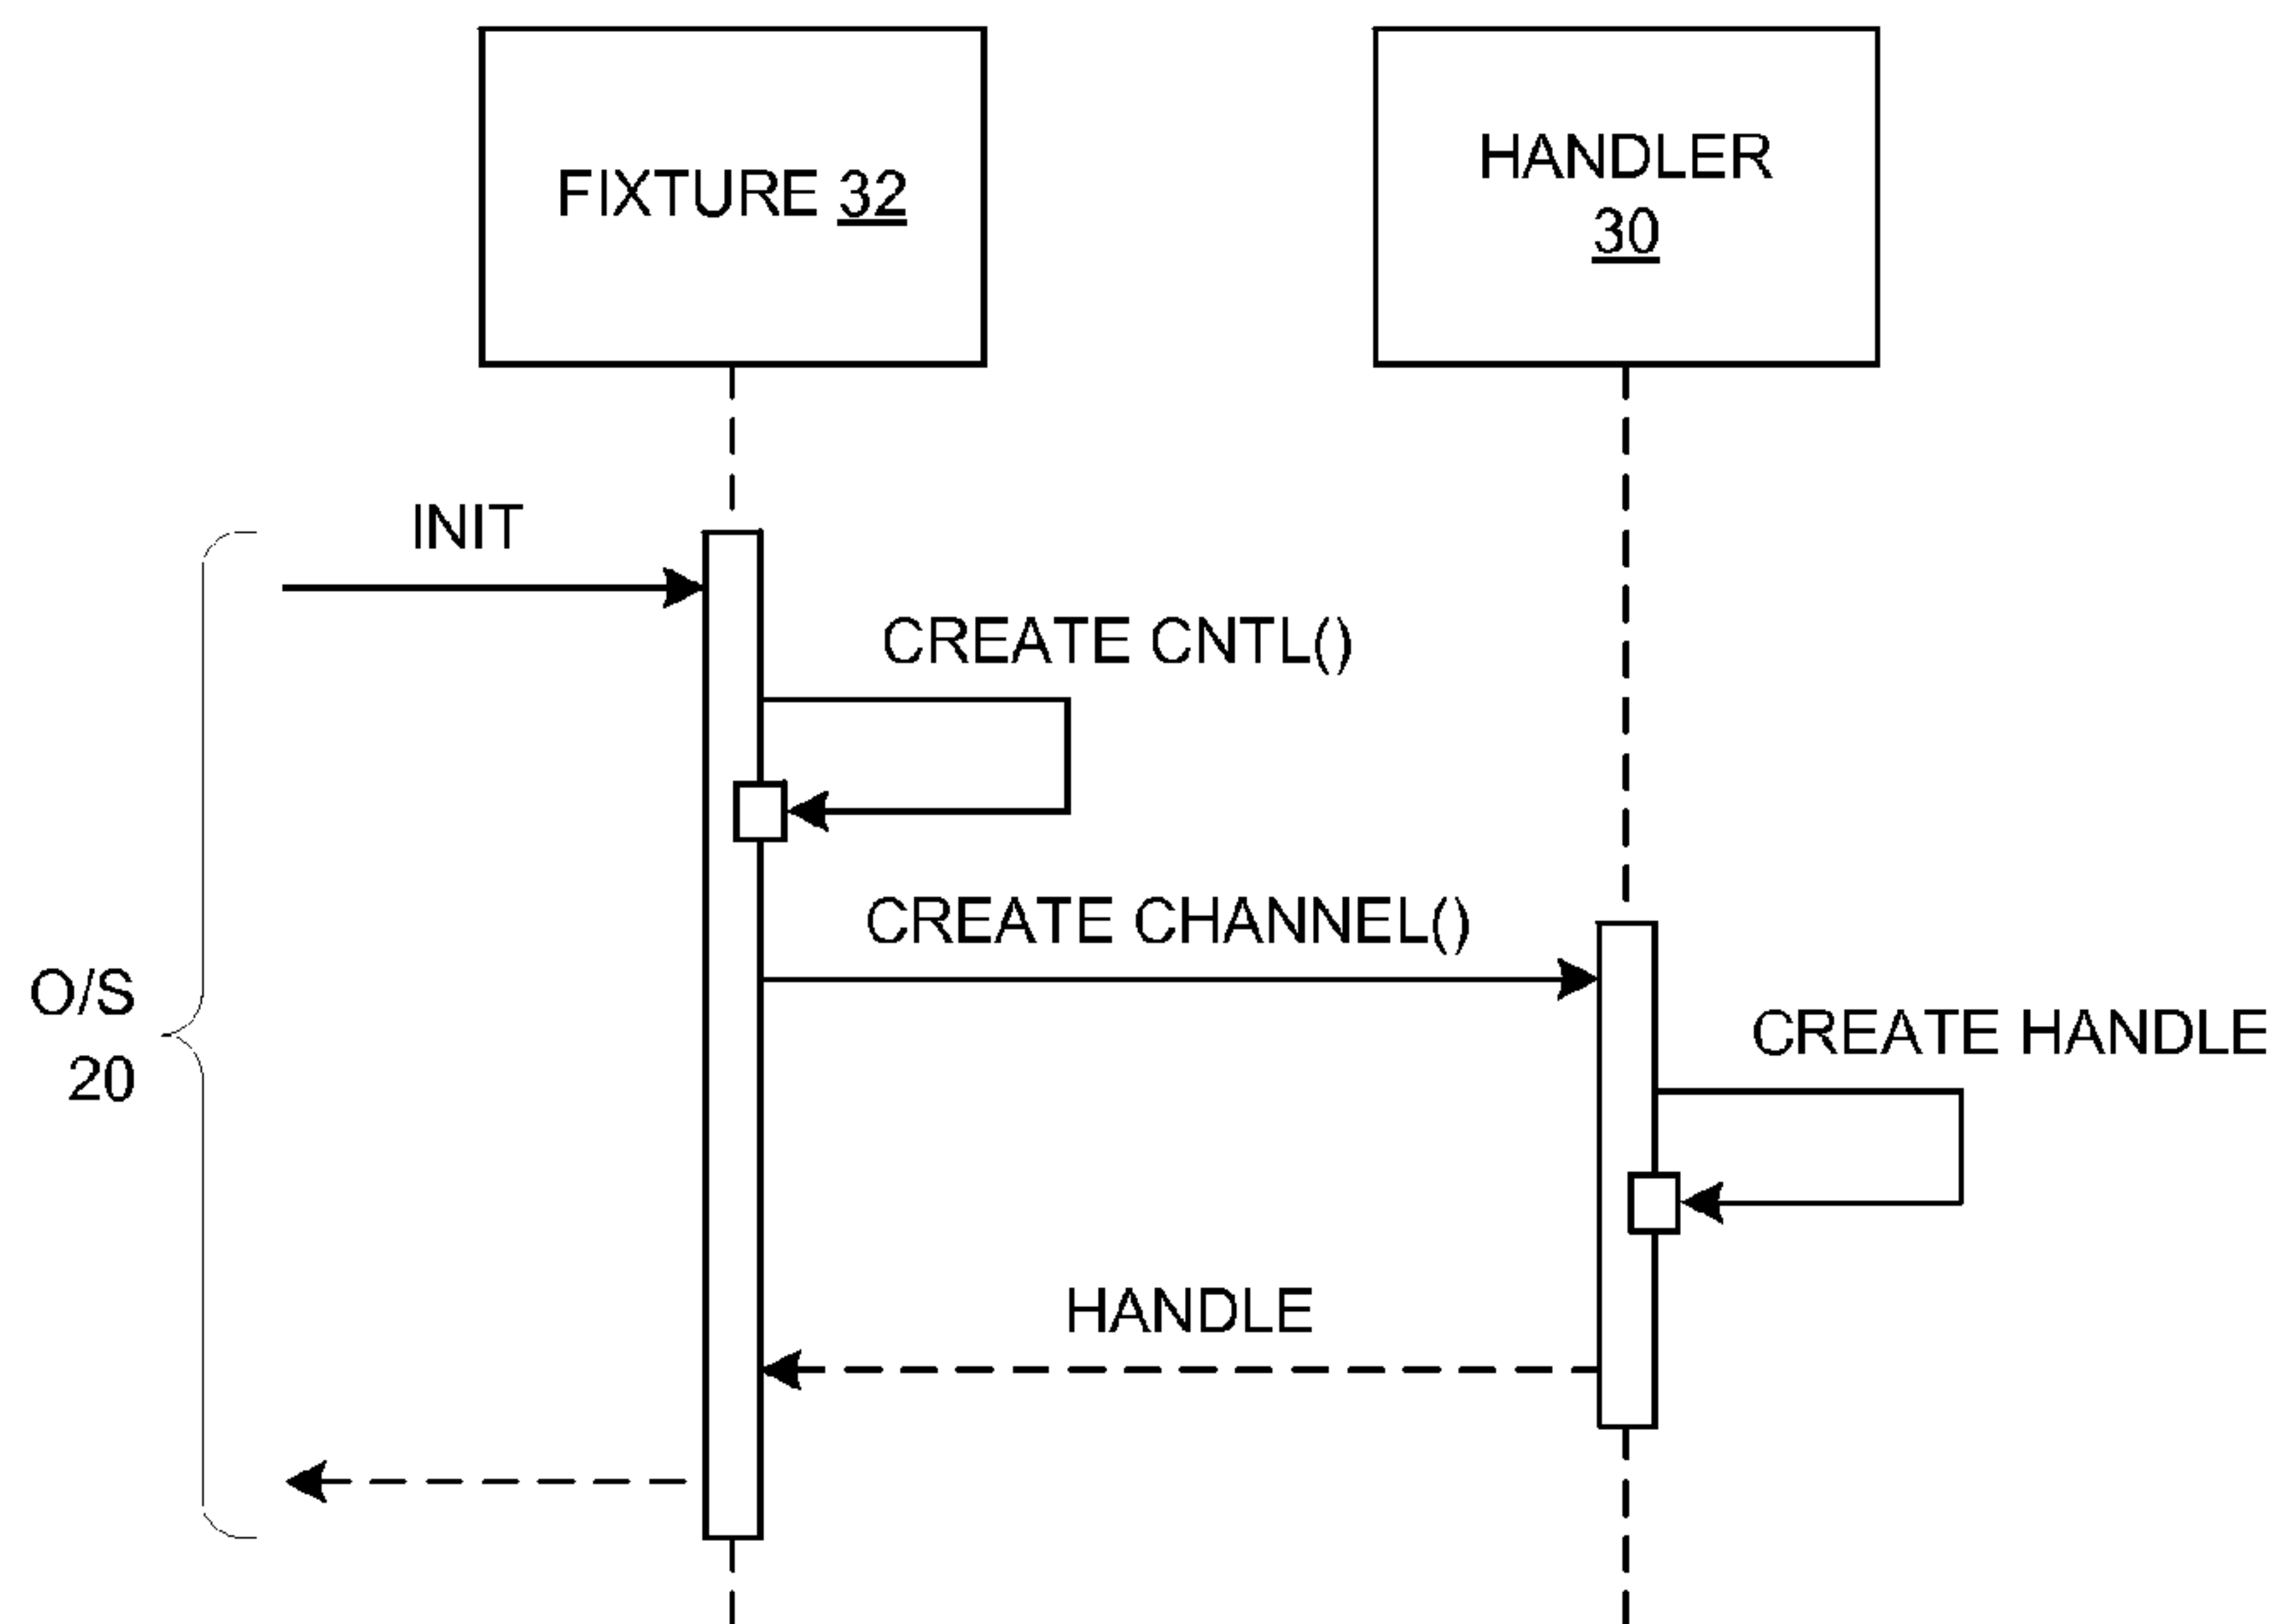 FIXTURE 32
HANDLER
30
INIT
CREATE CNTL()
CREATE CHANNEL()
O/S
20
CREATE HANDLE
HANDLE